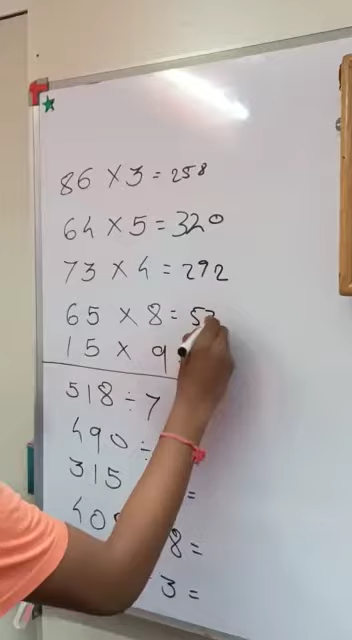 86 × 3 = 258
64 × 5 = 320
73 × 4 = 292
65 × 8 = 5
15 × 9
518 ÷ 7
490 ÷
315 =
40 8 =
3 =